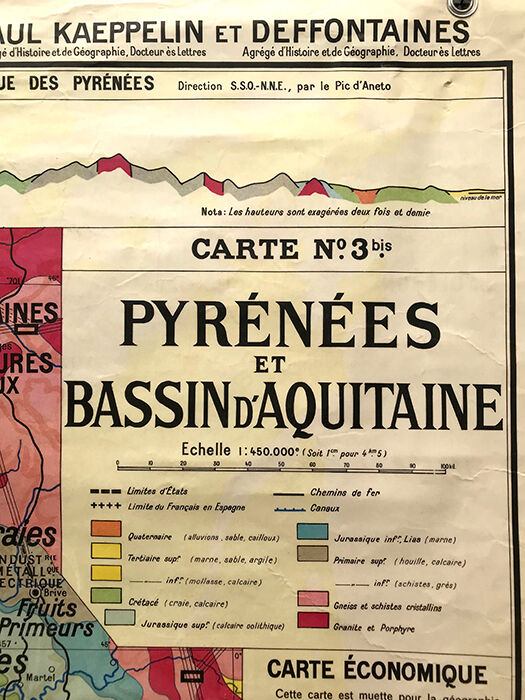 AUL KAEPPELIN ET DEFFONTAINES
gé d'Histoire et de Géographie, Docteur ès Lettres
Agrégé d'Histoire et de Géographie, Docteur ès Lettres
UE DES PYRÉNÉES Direction S.S.O.-N.N.E., par le Pic d'Aneto
niveau de la mer
Nota: Les hauteurs sont exagérées deux fois et demie
CARTE No. 3 bis.
PYRÉNÉES
ET
BASSIN D'AQUITAINE
Echelle 1:450.000e (Soit 1cm pour 4km5)
10 0 10 20 30 40 50 60 70 80 90 100 kil.
Limites d'États
Limite du Français en Espagne
Chemins de fer
Canaux
Quaternaire (alluvions, sable, cailloux)
Tertiaire supr. (marne, sable, argile)
infr. (mollasse, calcaire)
Crétacé (craie, calcaire)
Jurassique supr. (calcaire oolithique)
Jurassique infr., Lias (marne)
Primaire supr. (houille, calcaire)
infr. (schistes, grès)
Gneiss et schistes cristallins
Granite et Porphyre
46°
INES
URES
UX
raies
INDUSTRIE
MÉTALLQUE
ECTRIQUE
Brive
Fruits
Primeurs
45°
Martel
CARTE ÉCONOMIQUE
Cette carte est muette pour la géographie